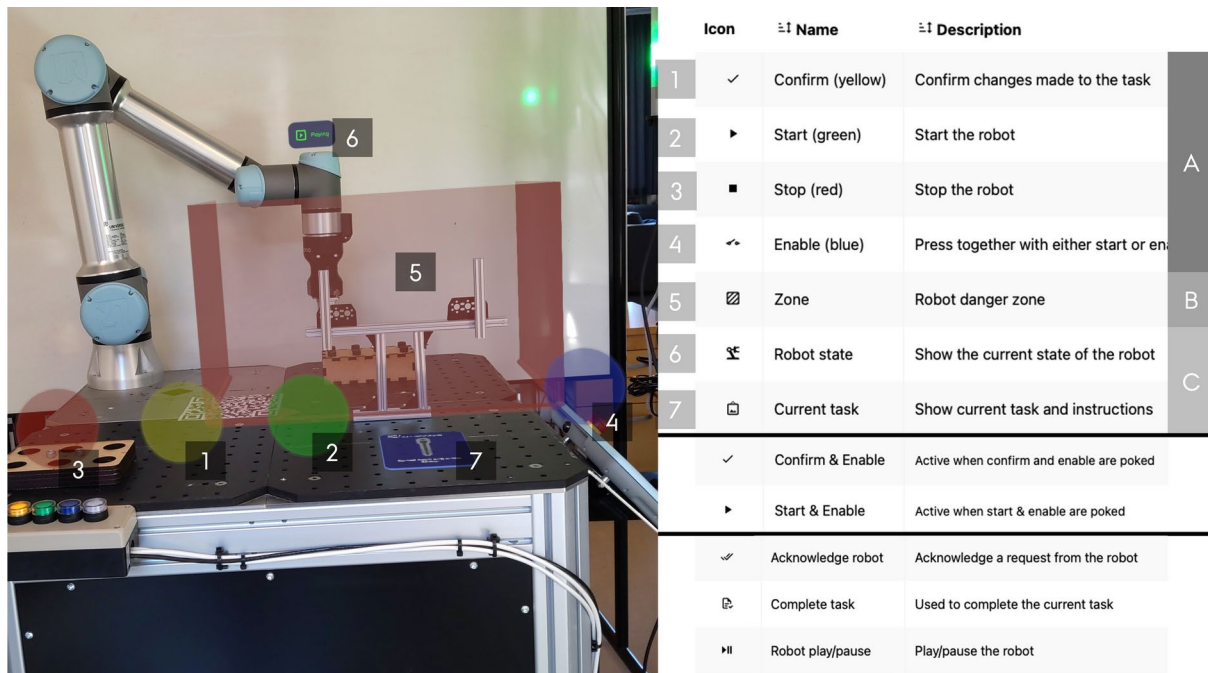 Playing
6
5
4
3
1
2
7
Icon Name Description
1 Confirm (yellow) Confirm changes made to the task
2 Start (green) Start the robot
3 Stop (red) Stop the robot
4 Enable (blue) Press together with either start or ena
A
5 Zone Robot danger zone
B
6 Robot state Show the current state of the robot
7 Current task Show current task and instructions
C
Confirm & Enable Active when confirm and enable are poked
Start & Enable Active when start & enable are poked
Acknowledge robot Acknowledge a request from the robot
Complete task Used to complete the current task
Robot play/pause Play/pause the robot